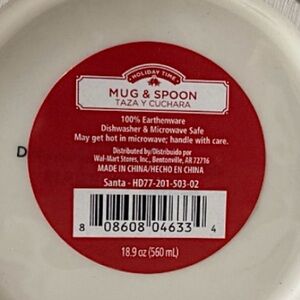 HOLIDAY TIME
MUG & SPOON
TAZA Y CUCHARA
100% Earthenware
Dishwasher & Microwave Safe
May get hot in microwave; handle with care.
Distributed by/Distribuido por
Wal-Mart Stores, Inc., Bentonville, AR 72716
MADE IN CHINA/HECHO EN CHINA
Santa - HD77-201-503-02
8 08608 04633 4
18.9 oz (560 mL)
D